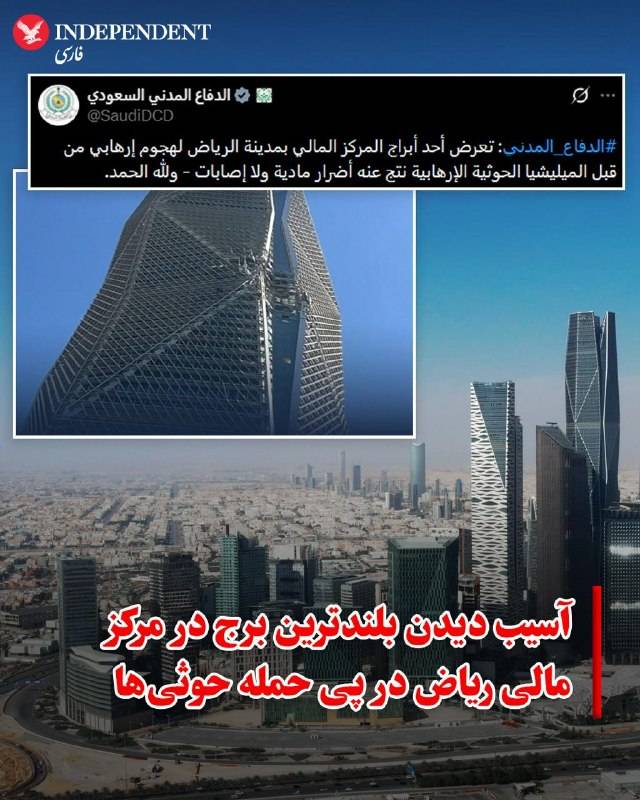 INDEPENDENT
فارسی
الدفاع المدني السعودي
@SaudiDCD
#الدفاع_المدني: تعرض أحد أبراج المركز المالي بمدينة الرياض لهجوم إرهابي من
قبل الميليشيا الحوثية الإرهابية نتج عنه أضرار مادية ولا إصابات - ولله الحمد.
آسیب دیدن بلندترین برج در مرکز
مالی ریاض در پی حمله حوثی‌ها